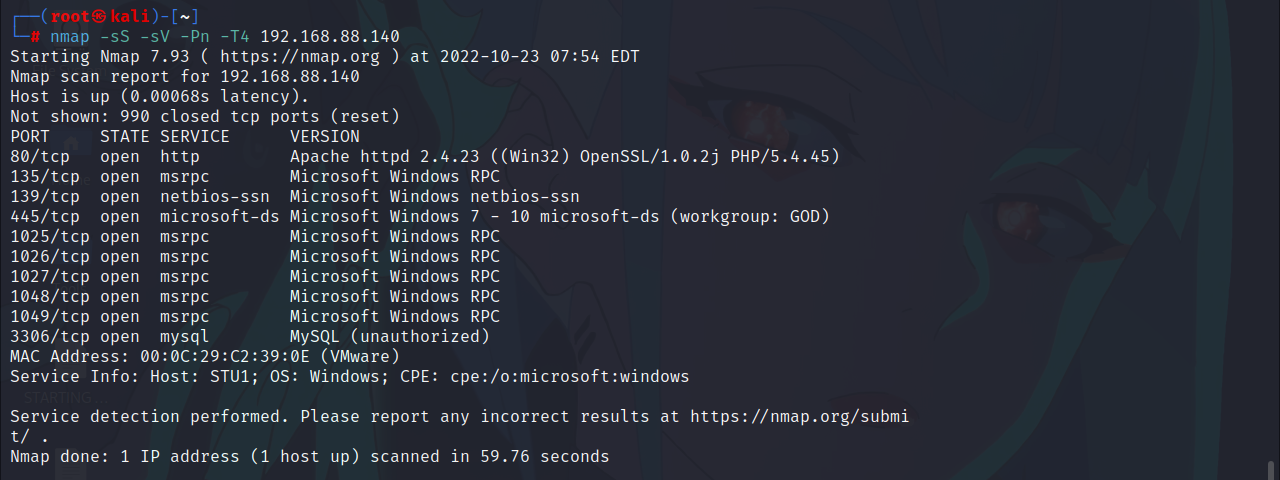 ┌──(root㉿kali)-[~]
└─# nmap -sS -sV -Pn -T4 192.168.88.140
Starting Nmap 7.93 ( https://nmap.org ) at 2022-10-23 07:54 EDT
Nmap scan report for 192.168.88.140
Host is up (0.00068s latency).
Not shown: 990 closed tcp ports (reset)
PORT     STATE SERVICE      VERSION
80/tcp   open  http         Apache httpd 2.4.23 ((Win32) OpenSSL/1.0.2j PHP/5.4.45)
135/tcp  open  msrpc        Microsoft Windows RPC
139/tcp  open  netbios-ssn  Microsoft Windows netbios-ssn
445/tcp  open  microsoft-ds Microsoft Windows 7 - 10 microsoft-ds (workgroup: GOD)
1025/tcp open  msrpc        Microsoft Windows RPC
1026/tcp open  msrpc        Microsoft Windows RPC
1027/tcp open  msrpc        Microsoft Windows RPC
1048/tcp open  msrpc        Microsoft Windows RPC
1049/tcp open  msrpc        Microsoft Windows RPC
3306/tcp open  mysql        MySQL (unauthorized)
MAC Address: 00:0C:29:C2:39:0E (VMware)
Service Info: Host: STU1; OS: Windows; CPE: cpe:/o:microsoft:windows
STARTING...
Service detection performed. Please report any incorrect results at https://nmap.org/submi
t/ .
Nmap done: 1 IP address (1 host up) scanned in 59.76 seconds